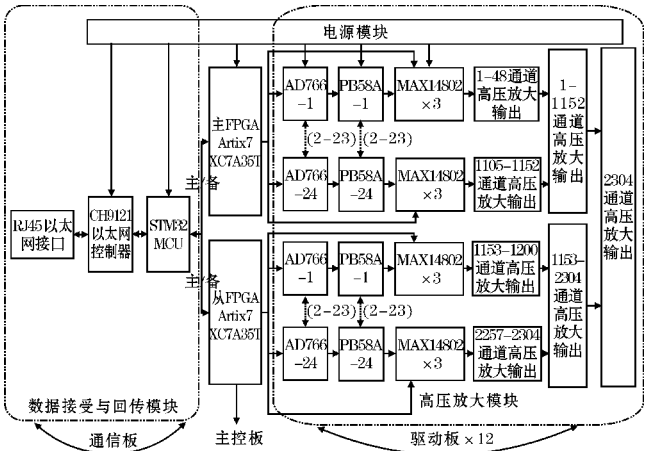 电源模块
主FPGA
Artix7
XC7A35T
AD766
-1
PB58A
-1
MAX14802
×3
1-48通道
高压放大
输出
1-
1152
通道
高压
放大
输出
2304
通道
高压
放大
输出
(2-23)
(2-23)
AD766
-24
PB58A
-24
MAX14802
×3
1105-1152
通道高压
放大输出
主/备
RJ45以太
网接口
CH9121
以太网
控制器
STM32
MCU
主/备
从FPGA
Artix7
XC7A35T
AD766
-1
PB58A
-1
MAX14802
×3
1153-1200
通道高压
放大输出
1153-
2304
通道
高压
放大
输出
(2-23)
(2-23)
AD766
-24
PB58A
-24
MAX14802
×3
2257-2304
通道高压
放大输出
数据接受与回传模块
高压放大模块
通信板
主控板
驱动板×12